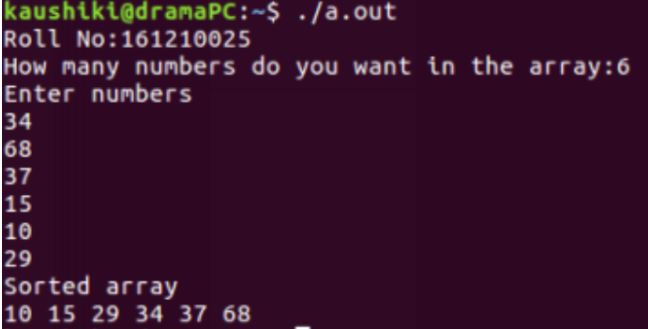 kaushiki@dramaPC:~$ ./a.out
Roll No:161210025
How many numbers do you want in the array:6
Enter numbers
34
68
37
15
10
29
Sorted array
10 15 29 34 37 68